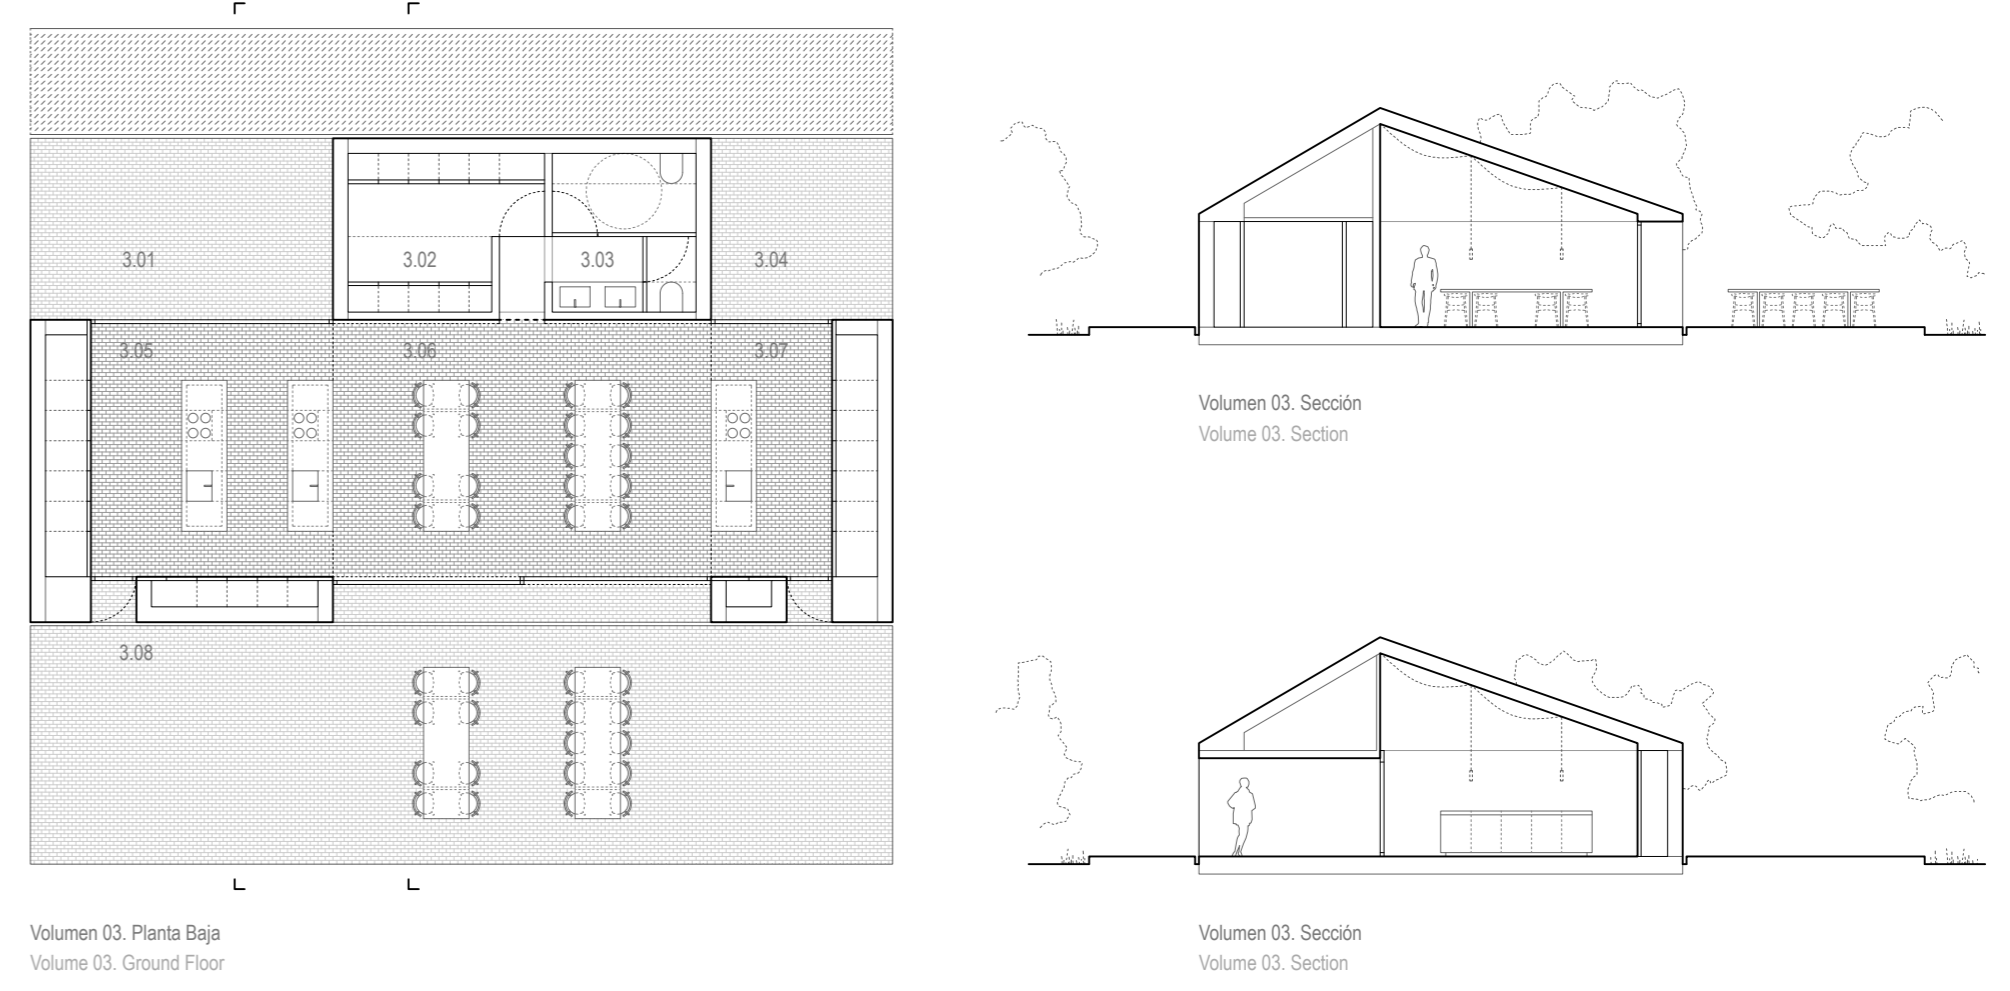 3.01
3.02
3.03
3.04
3.05
3.06
3.07
3.08
Volumen 03. Planta Baja
Volume 03. Ground Floor
Volumen 03. Sección
Volume 03. Section
Volumen 03. Sección
Volume 03. Section